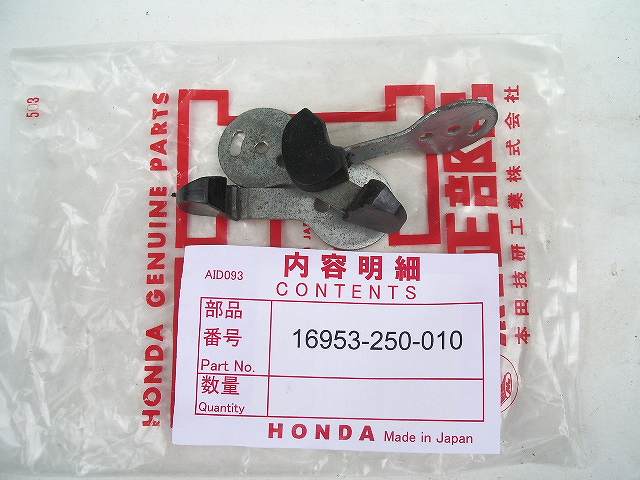 503
HONDA GENUINE PARTS
本田技研工業株式会社
AID093
内容明細
CONTENTS
部品
番号
Part No.
16953-250-010
数量
Quantity
HONDA Made in Japan